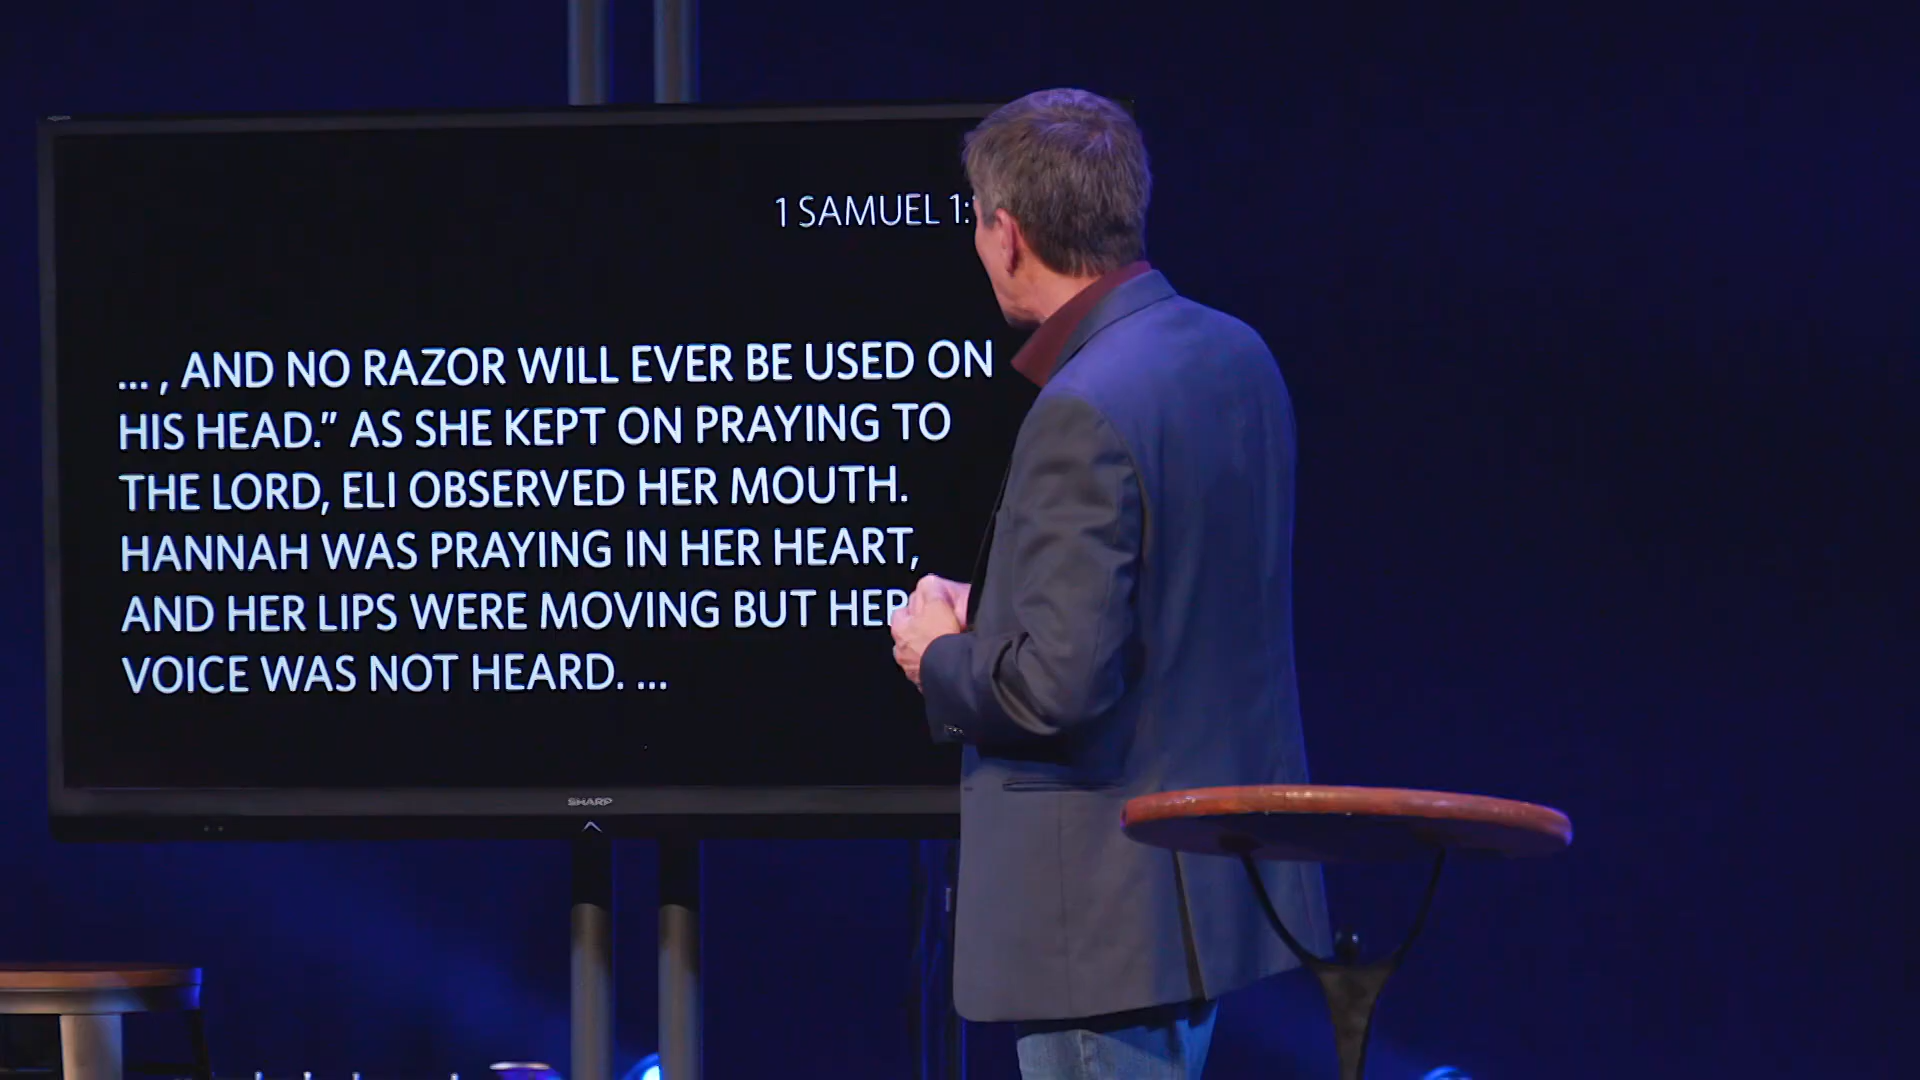 1 SAMUEL 1:
... , AND NO RAZOR WILL EVER BE USED ON
HIS HEAD.” AS SHE KEPT ON PRAYING TO
THE LORD, ELI OBSERVED HER MOUTH.
HANNAH WAS PRAYING IN HER HEART,
AND HER LIPS WERE MOVING BUT HER
VOICE WAS NOT HEARD. ...
SHARP